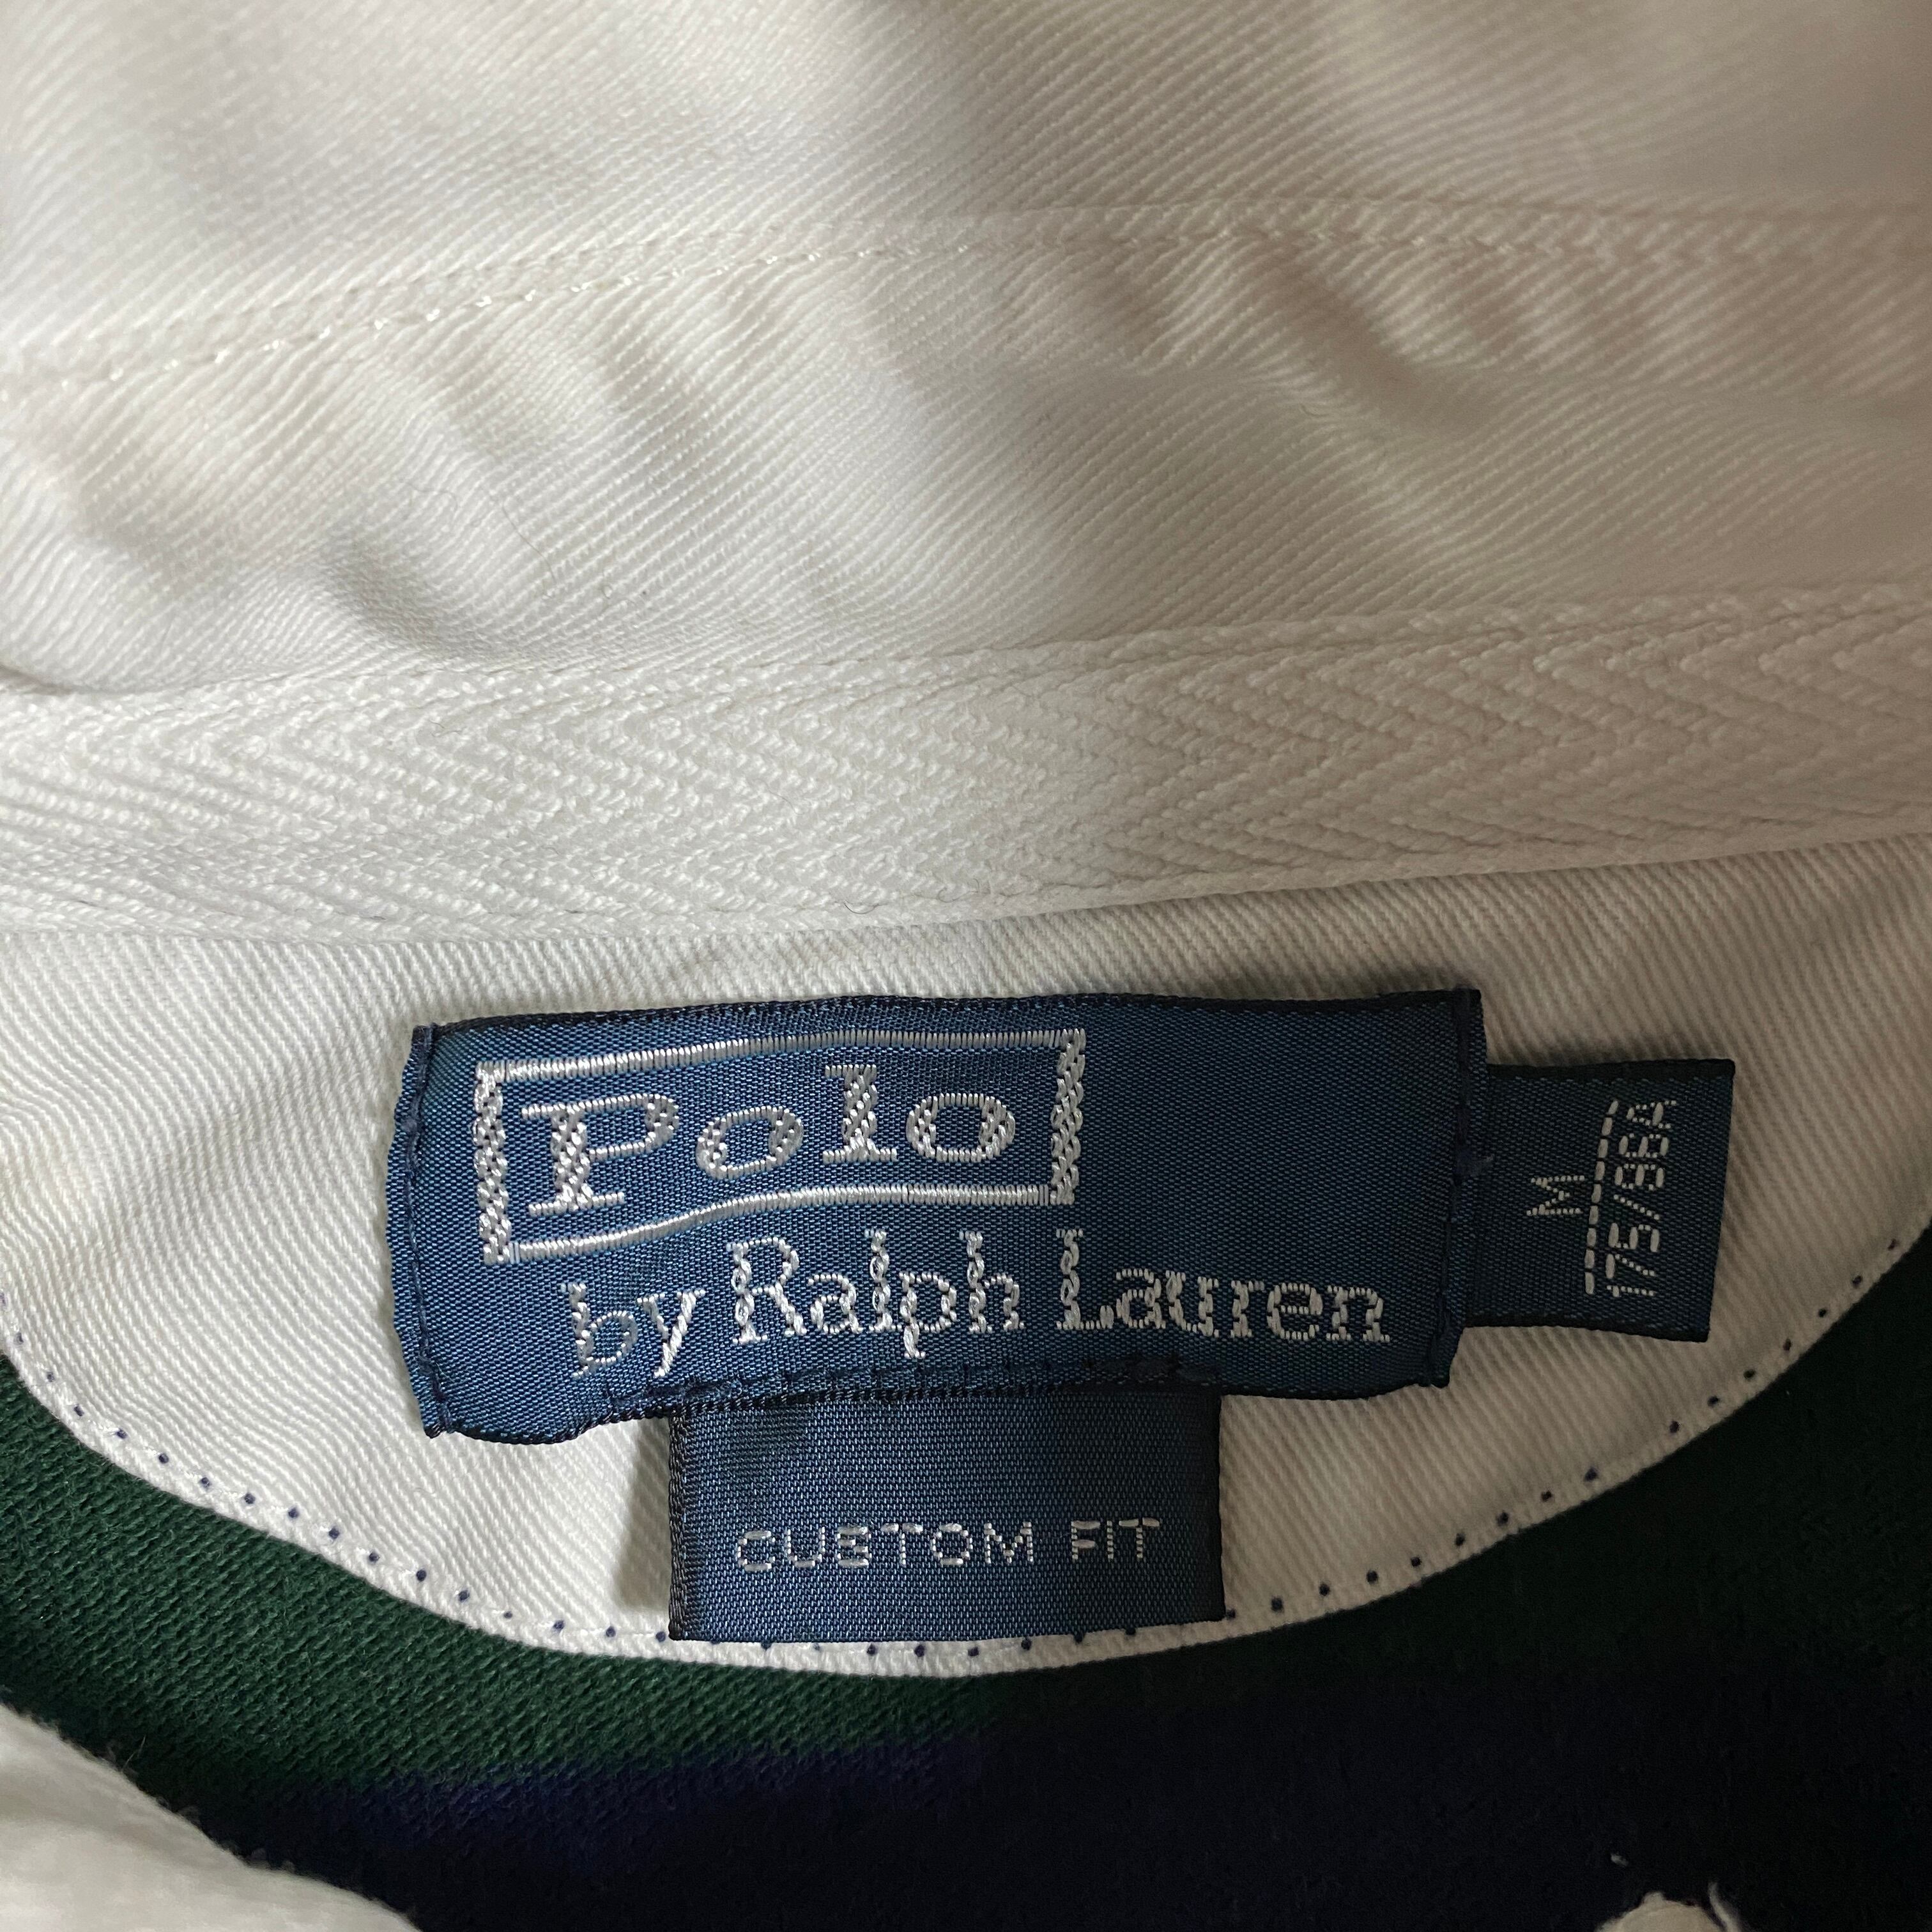 Polo
by Ralph Lauren
M
175/96A
CUSTOM FIT